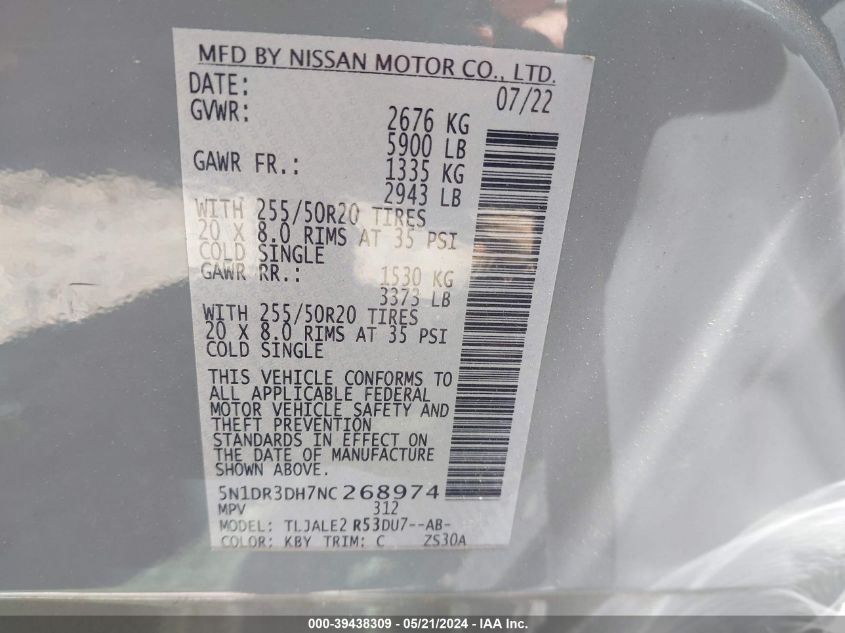 MFD BY NISSAN MOTOR CO., LTD.
DATE: 07/22
GVWR: 2676 KG
5900 LB
GAWR FR.: 1335 KG
2943 LB
WITH 255/50R20 TIRES
20 X 8.0 RIMS AT 35 PSI
COLD SINGLE
GAWR RR.: 1530 KG
3373 LB
WITH 255/50R20 TIRES
20 X 8.0 RIMS AT 35 PSI
COLD SINGLE
THIS VEHICLE CONFORMS TO
ALL APPLICABLE FEDERAL
MOTOR VEHICLE SAFETY AND
THEFT PREVENTION
STANDARDS IN EFFECT ON
THE DATE OF MANUFACTURE
SHOWN ABOVE.
5N1DR3DH7NC268974
MPV 312
MODEL: TLJALE2 R53DU7--AB-
COLOR: KBY TRIM: C ZS30A
000-39438309 — 05/21/2024 — IAA Inc.